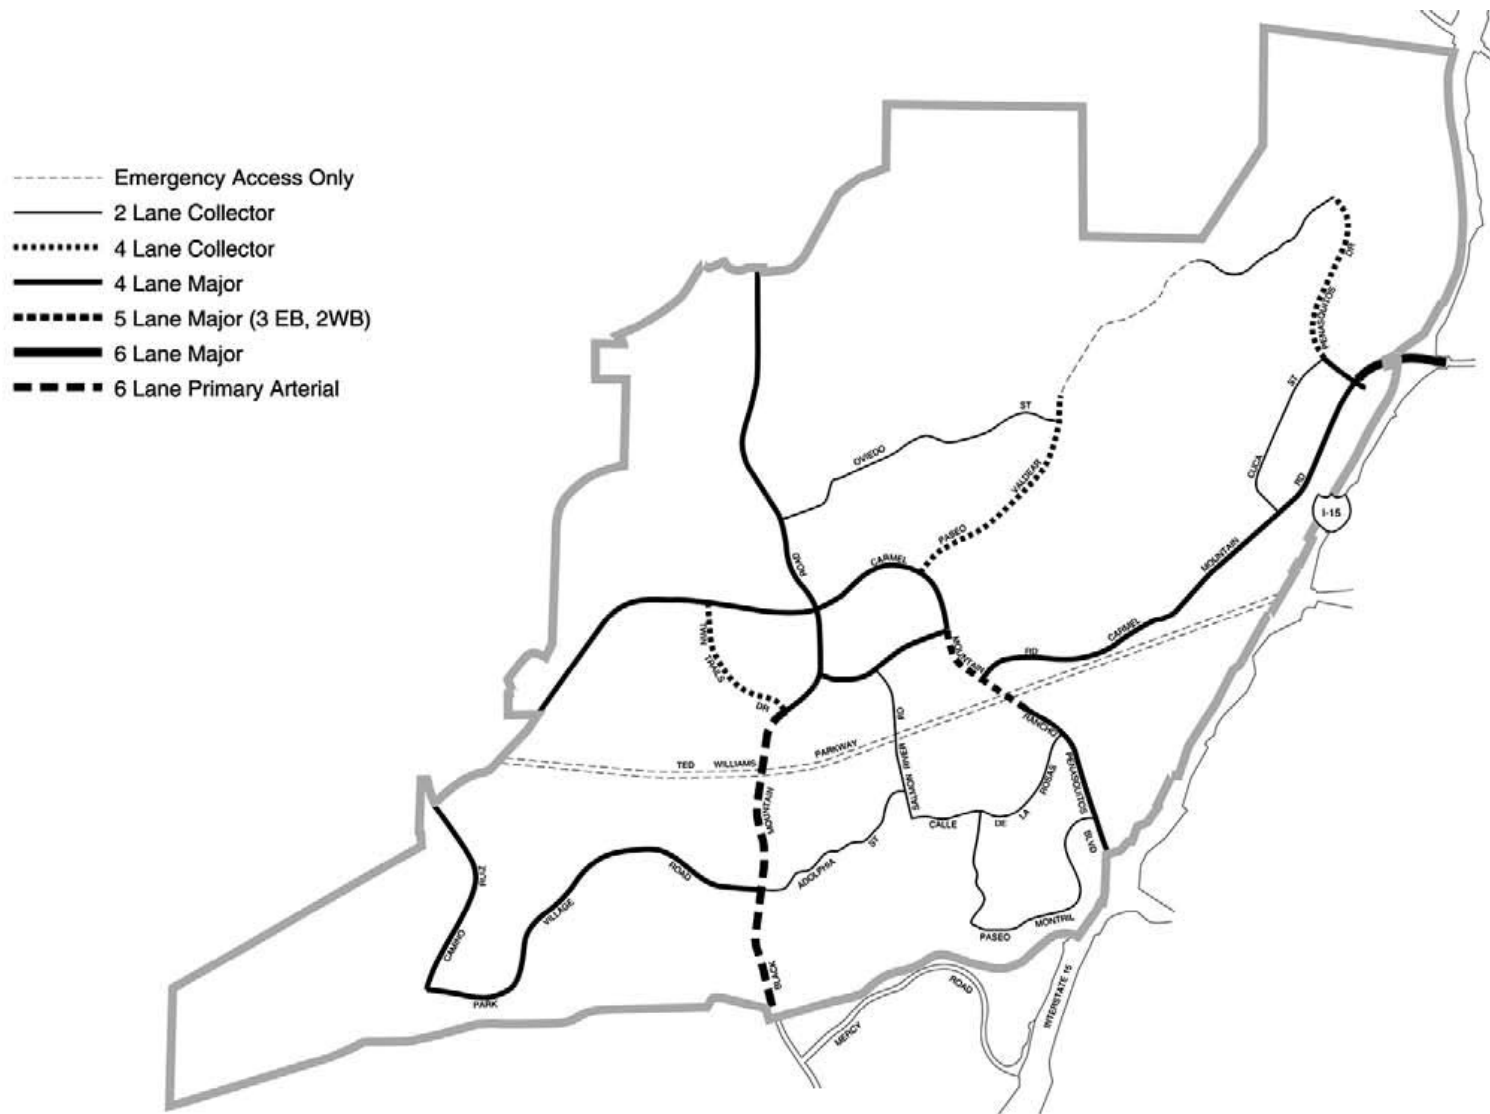 Emergency Access Only
2 Lane Collector
4 Lane Collector
4 Lane Major
5 Lane Major (3 EB, 2WB)
6 Lane Major
6 Lane Primary Arterial
DR
PENASQUITOS
ST
CUCA
RD
I-15
MOUNTAIN
CARMEL
RD
OVIEDO
ST
VALDEAR
PASEO
ROAD
CARMEL
MOUNTAIN
TWIN
TRAILS
DR
TED WILLIAMS
PARKWAY
RD
SALMON RIVER
RANCHO
PENASQUITOS
BLVD
CALLE
DE
LA
ROSAS
MOUNTAIN
ADOLPHIA
ST
RUIZ
CAMINO
PARK
VILLAGE
ROAD
BLACK
PASEO
MONTRIL
MERCY
ROAD
INTERSTATE 15